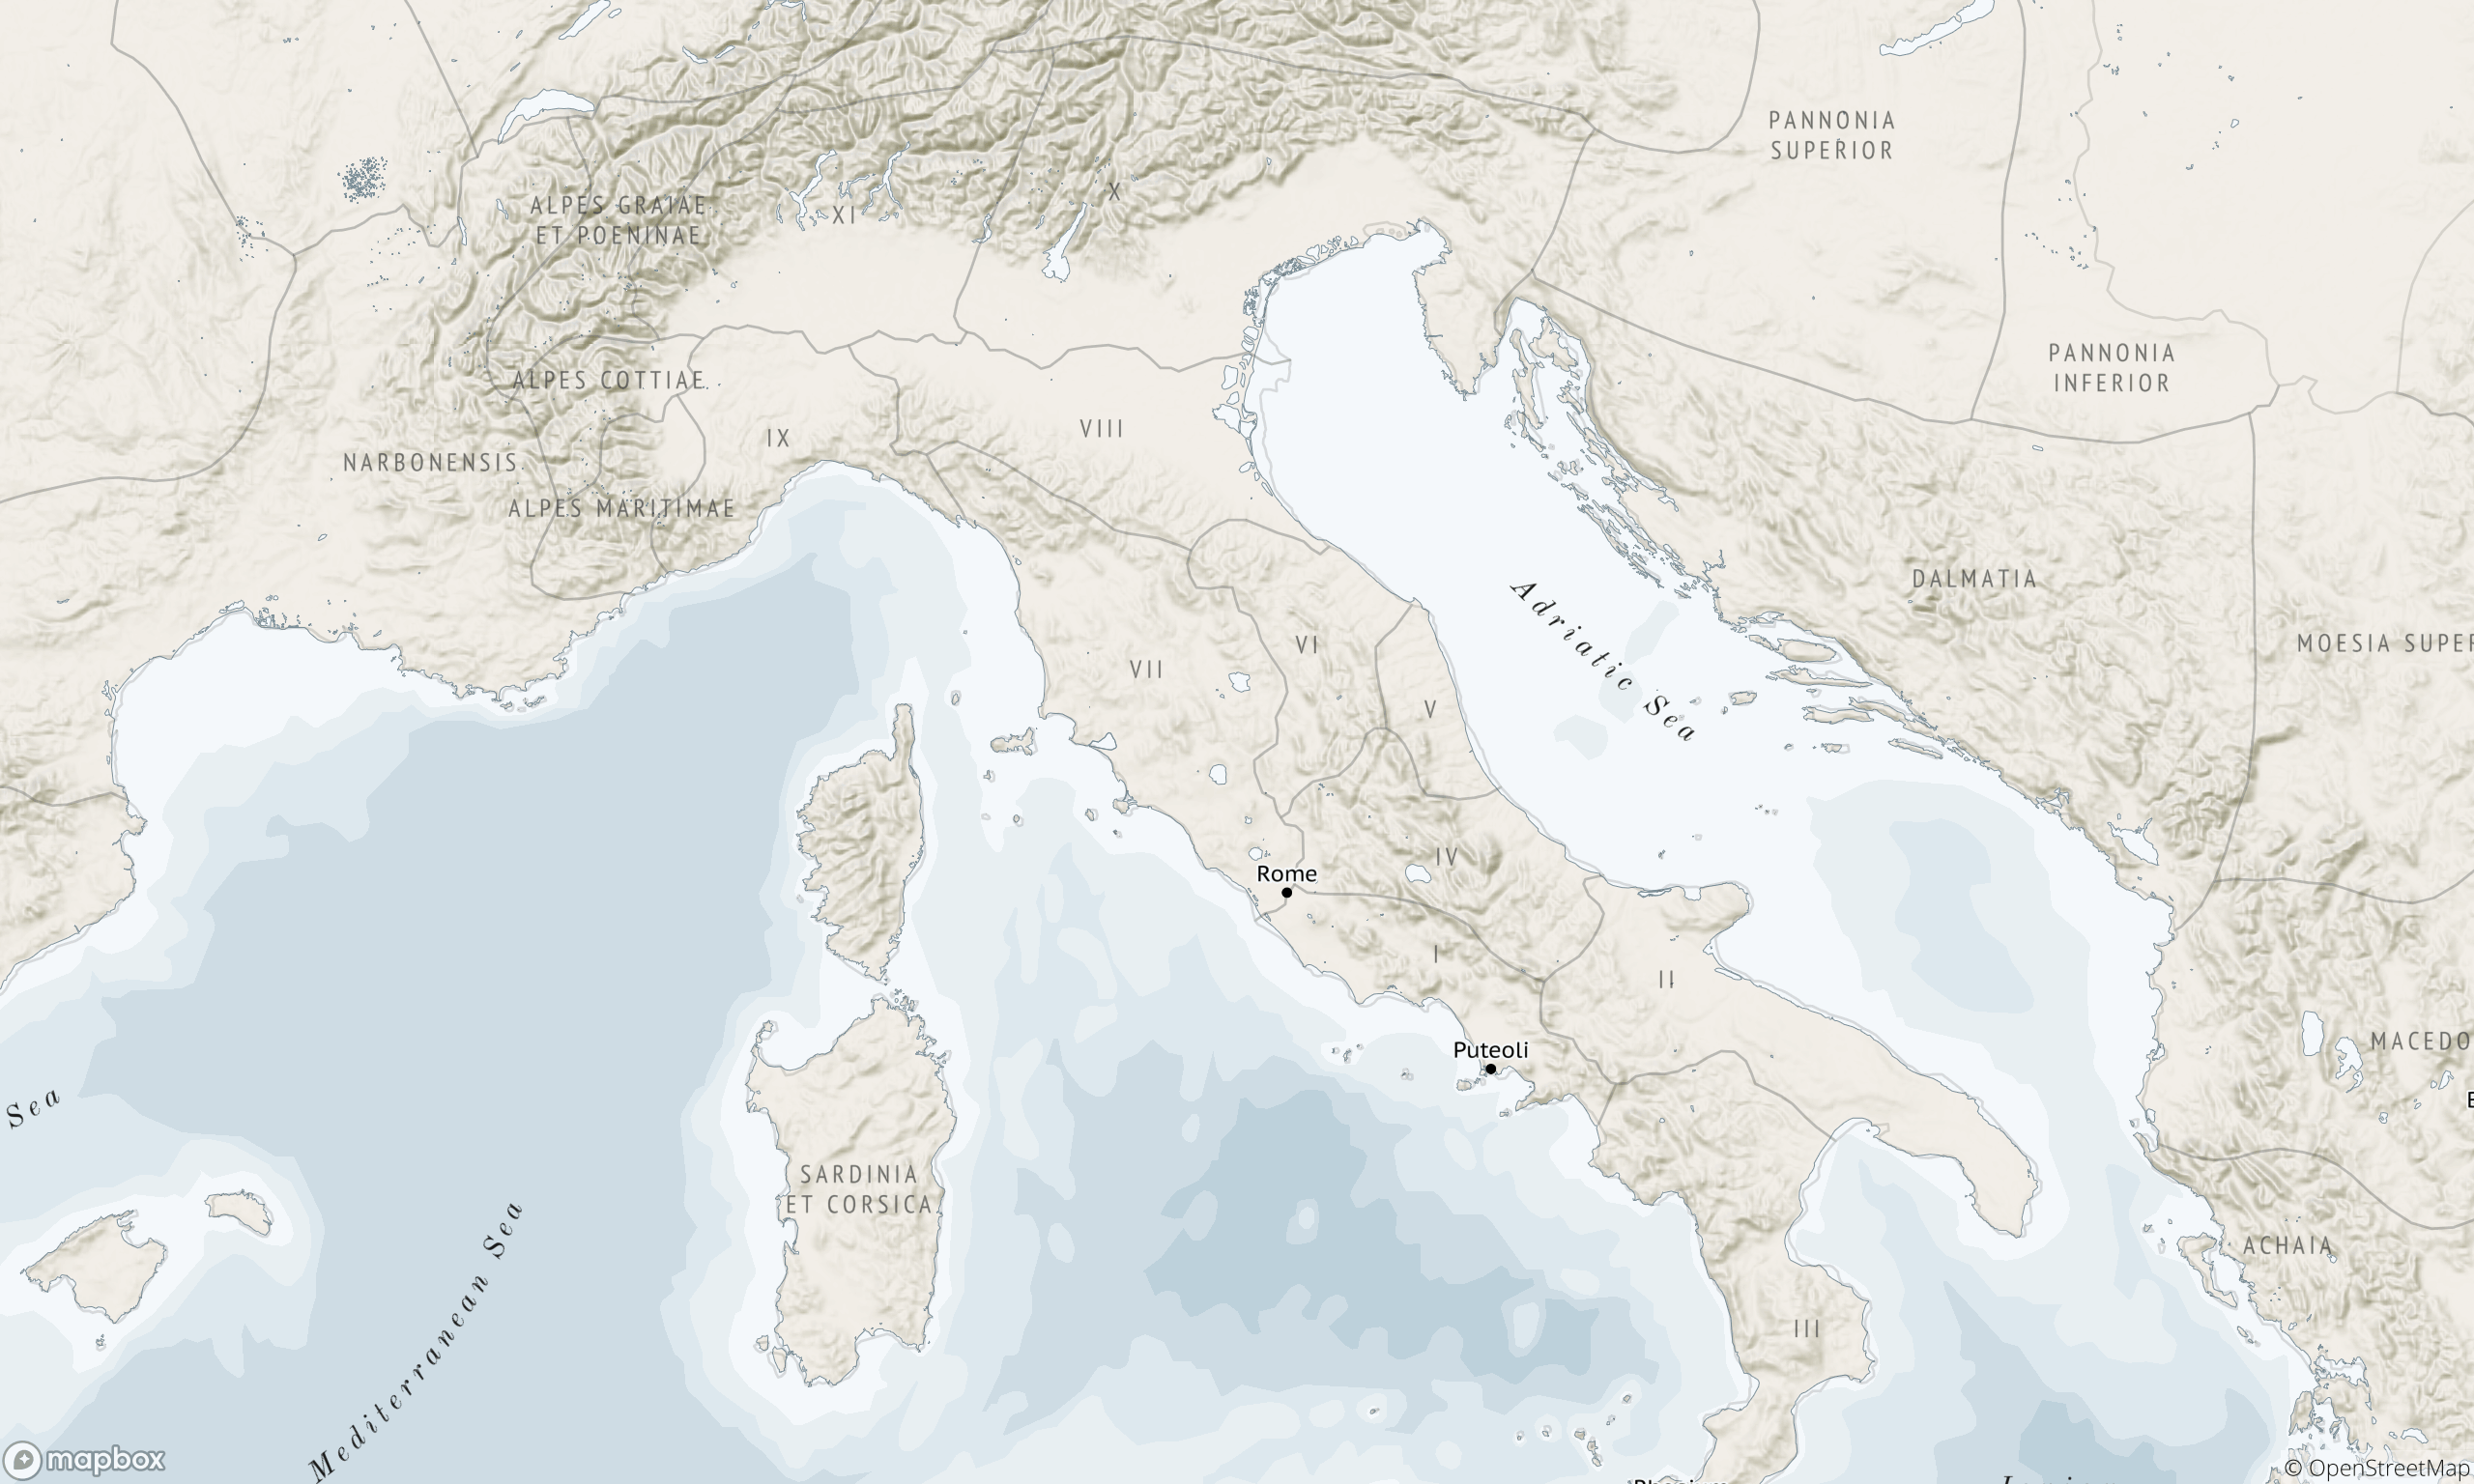 PANNONIA
SUPERIOR
ALPES GRAIAE
ET POENINAE
XI
X
PANNONIA
INFERIOR
ALPES COTTIAE
IX
VIII
NARBONENSIS
ALPES MARITIMAE
DALMATIA
Adriatic Sea
MOESIA SUPER
VI
VII
V
IV
Rome
I
II
Puteoli
MACEDO
Sea
SARDINIA
ET CORSICA
Mediterranean Sea
ACHAIA
III
mapbox
© OpenStreetMap